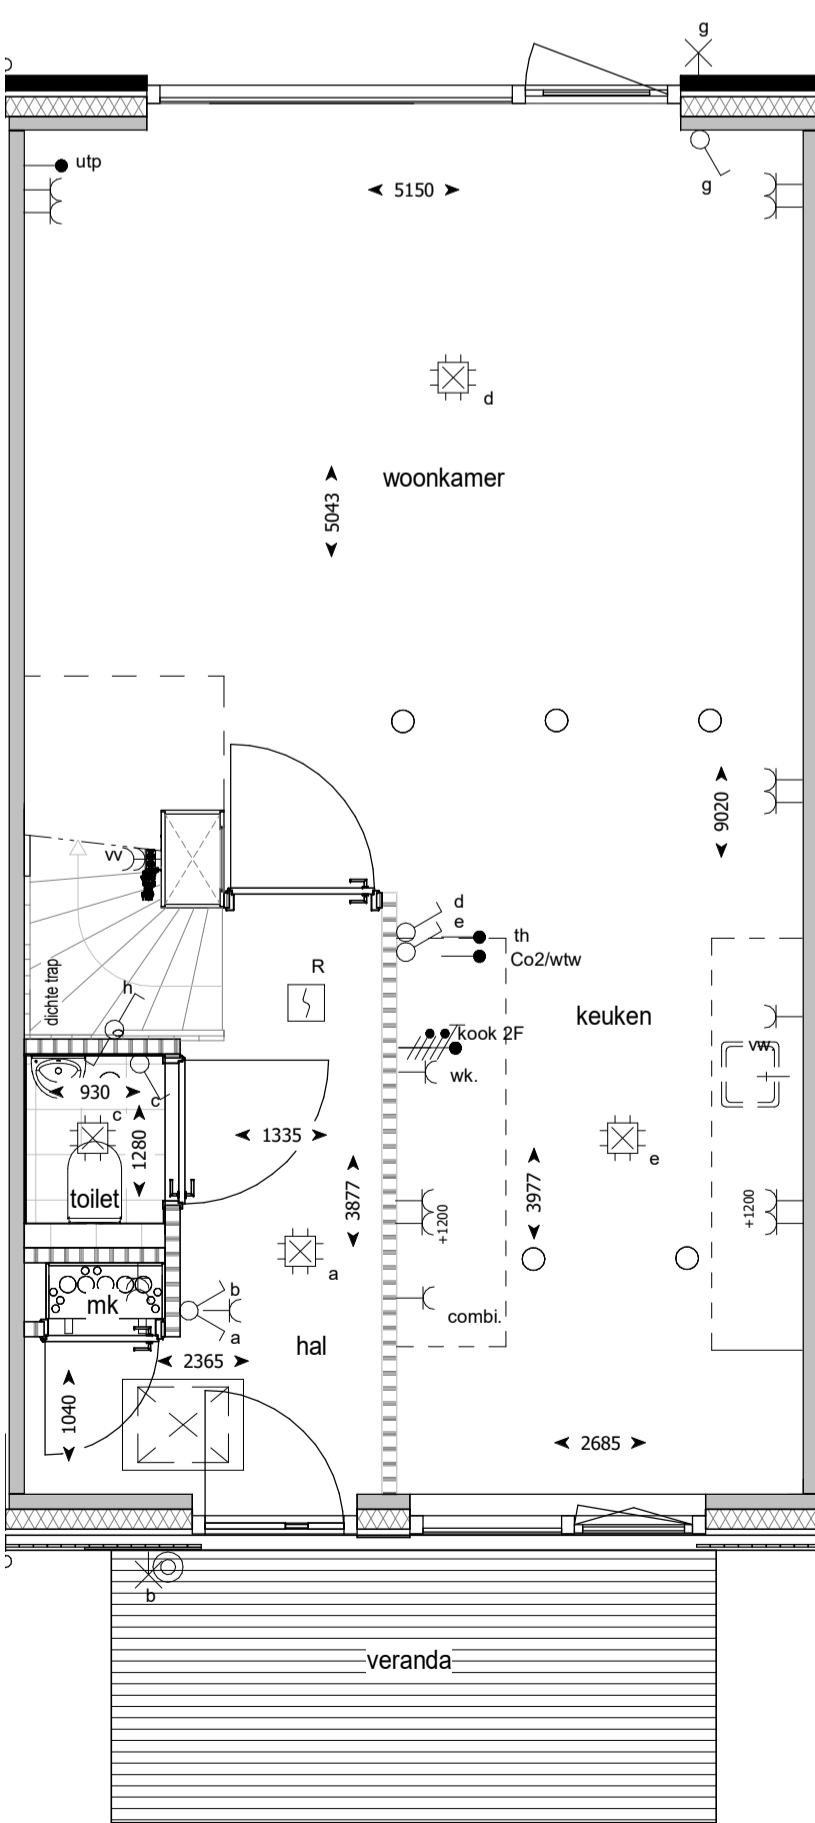 g
utp
5150
g
d
woonkamer
5043
9020
vv
d
e
th
Co2/wtw
R
dichte trap
h
keuken
kook 2F
vw.
wk.
930
c
c
1280
1335
e
3877
3977
toilet
+1200
+1200
a
mk
b
a
combi.
hal
2365
1040
2685
b
veranda